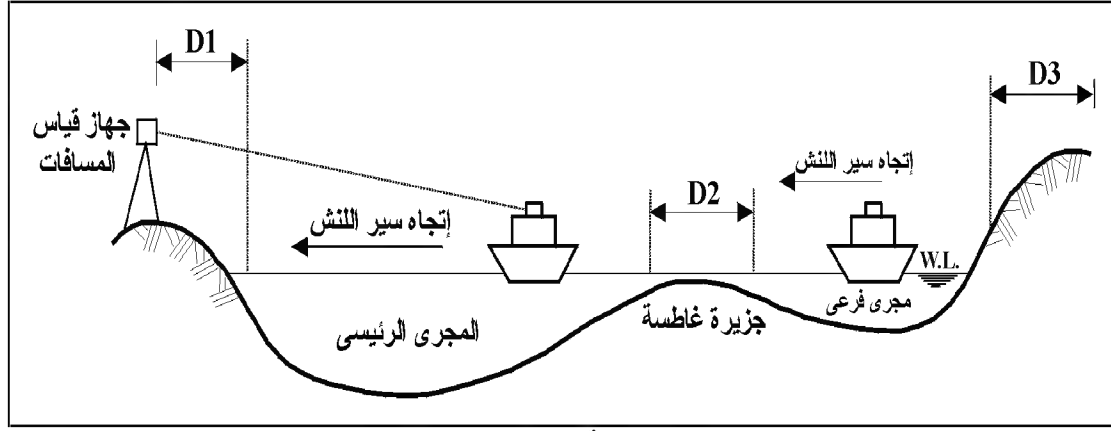 D1
D3
جهاز قياس
المسافات
إتجاه سير اللنش
D2
إتجاه سير اللنش
W.L.
مجرى فرعى
جزيرة غاطسة
المجرى الرئيسى